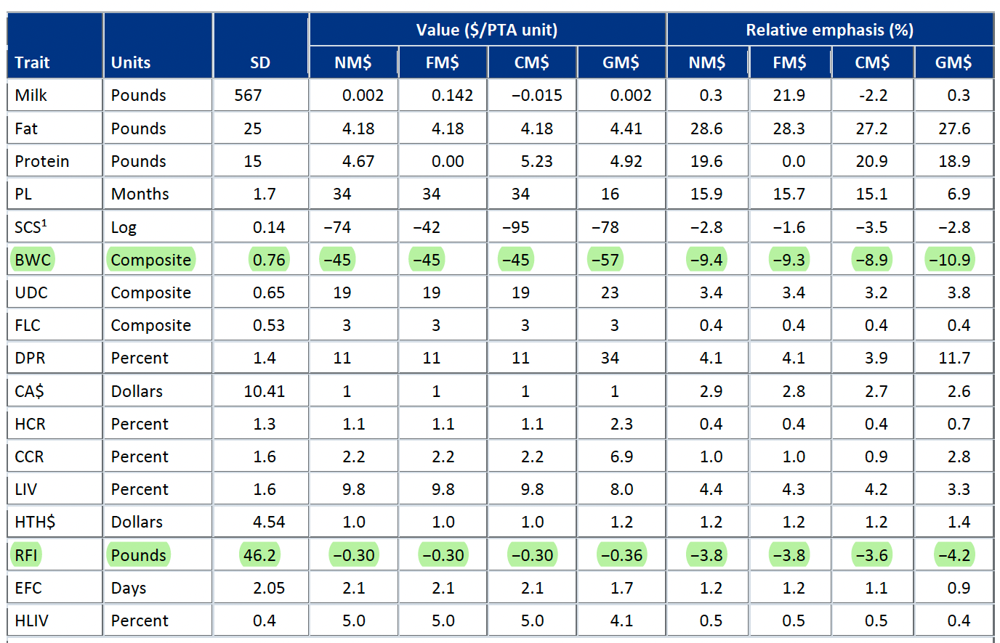 Value ($/PTA unit) Relative emphasis (%)
Trait Units SD NM$ FM$ CM$ GM$ NM$ FM$ CM$ GM$
Milk Pounds 567 0.002 0.142 −0.015 0.002 0.3 21.9 -2.2 0.3
Fat Pounds 25 4.18 4.18 4.18 4.41 28.6 28.3 27.2 27.6
Protein Pounds 15 4.67 0.00 5.23 4.92 19.6 0.0 20.9 18.9
PL Months 1.7 34 34 34 16 15.9 15.7 15.1 6.9
SCS¹ Log 0.14 −74 −42 −95 −78 −2.8 −1.6 −3.5 −2.8
BWC Composite 0.76 −45 −45 −45 −57 −9.4 −9.3 −8.9 −10.9
UDC Composite 0.65 19 19 19 23 3.4 3.4 3.2 3.8
FLC Composite 0.53 3 3 3 3 0.4 0.4 0.4 0.4
DPR Percent 1.4 11 11 11 34 4.1 4.1 3.9 11.7
CA$ Dollars 10.41 1 1 1 1 2.9 2.8 2.7 2.6
HCR Percent 1.3 1.1 1.1 1.1 2.3 0.4 0.4 0.4 0.7
CCR Percent 1.6 2.2 2.2 2.2 6.9 1.0 1.0 0.9 2.8
LIV Percent 1.6 9.8 9.8 9.8 8.0 4.4 4.3 4.2 3.3
HTH$ Dollars 4.54 1.0 1.0 1.0 1.2 1.2 1.2 1.2 1.4
RFI Pounds 46.2 −0.30 −0.30 −0.30 −0.36 −3.8 −3.8 −3.6 −4.2
EFC Days 2.05 2.1 2.1 2.1 1.7 1.2 1.2 1.1 0.9
HLIV Percent 0.4 5.0 5.0 5.0 4.1 0.5 0.5 0.5 0.4